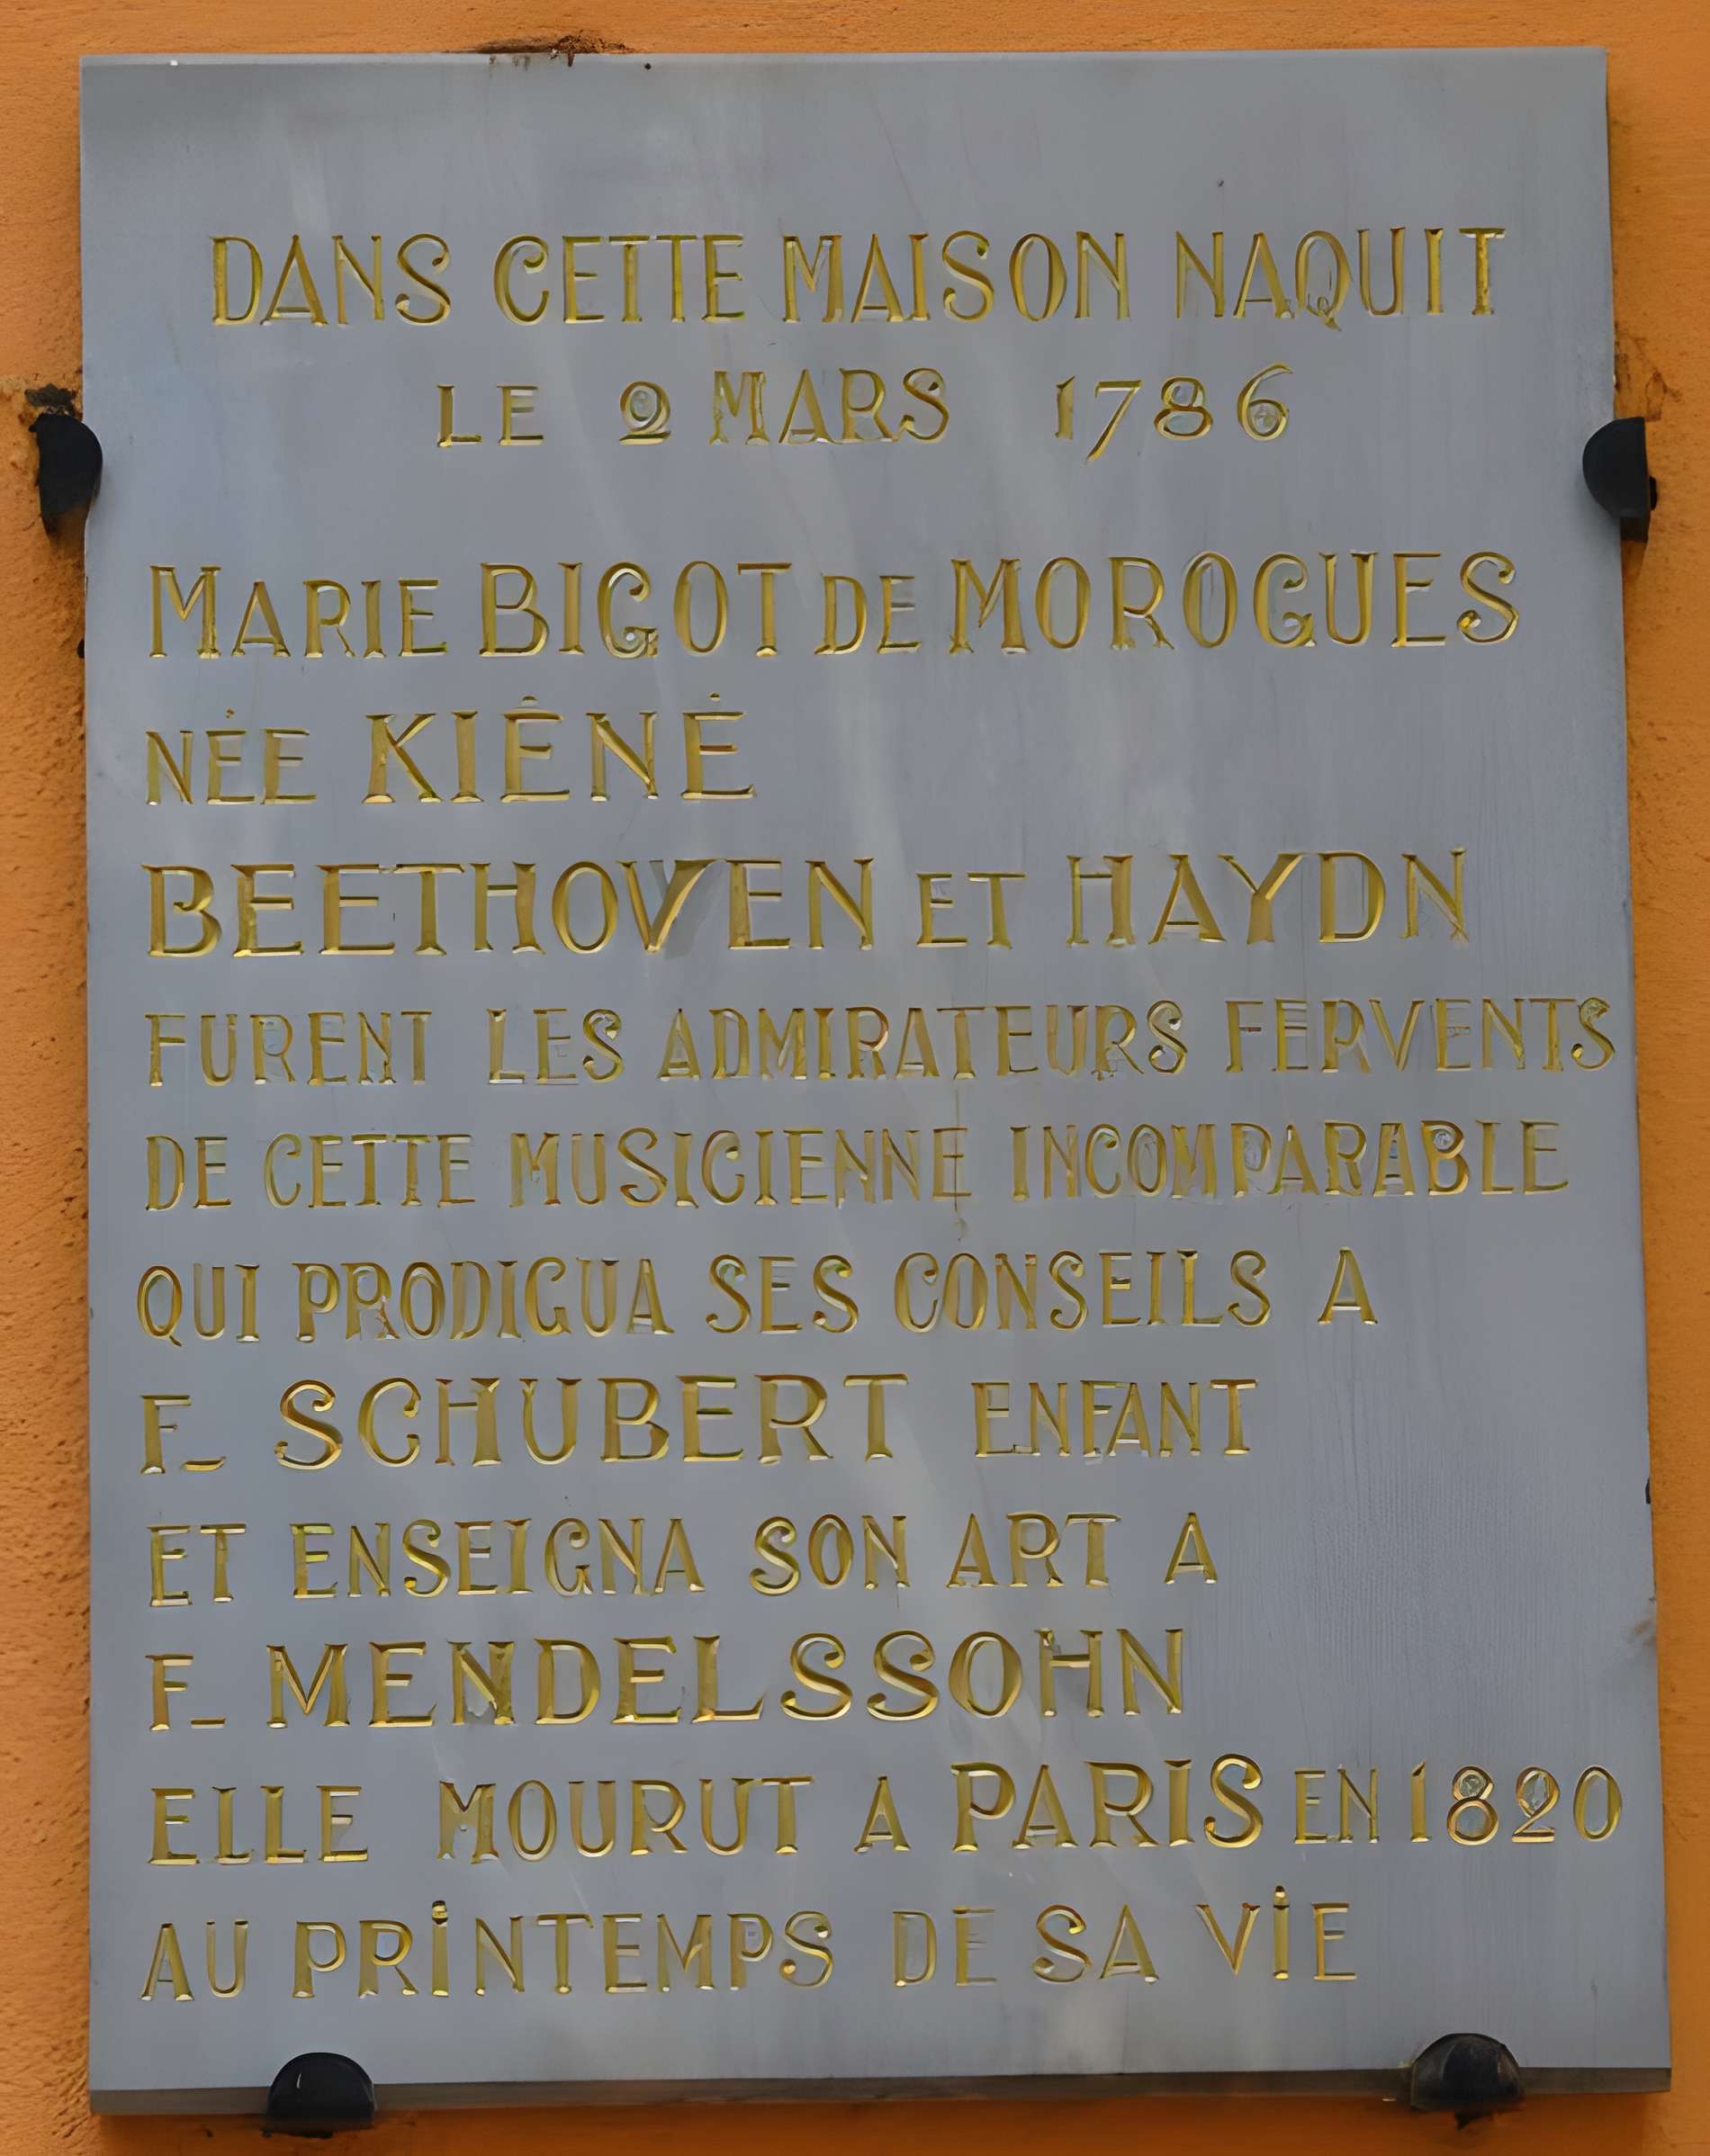 DANS CETTE MAISON NAQUIT
LE 2 MARS 1786
MARIE BIGOT DE MOROGUES
NÉE KIÉNÉ
BEETHOVEN ET HAYDN
FURENT LES ADMIRATEURS FERVENTS
DE CETTE MUSICIENNE INCOMPARABLE
QUI PRODIGUA SES CONSEILS A
F_ SCHUBERT ENFANT
ET ENSEIGNA SON ART A
F_ MENDELSSOHN
ELLE MOURUT A PARIS EN 1820
AU PRINTEMPS DE SA VIE